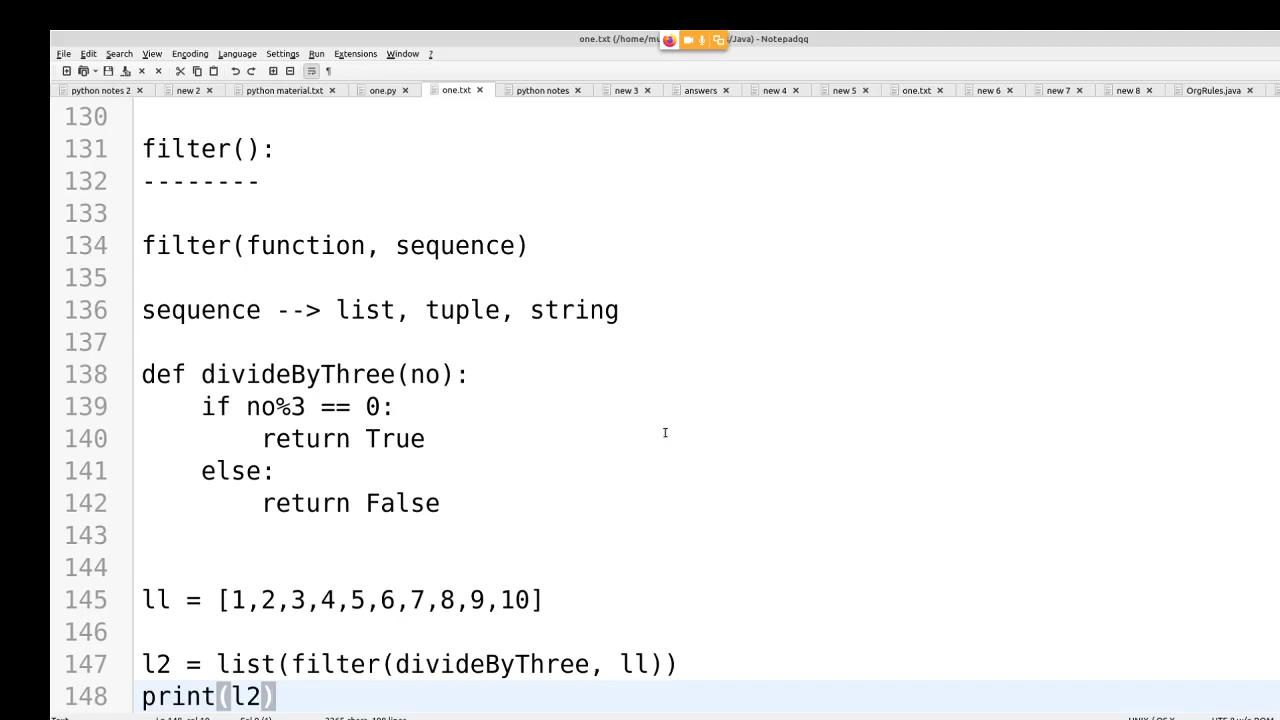 one.txt (/home/mu /Java) - Notepadqq
File Edit Search View Encoding Language Settings Run Extensions Window ?
python notes 2 new 2 python material.txt one.py one.txt python notes new 3 answers new 4 new 5 one.txt new 6 new 7 new 8 OrgRules.java
130
131 filter():
132 --------
133
134 filter(function, sequence)
135
136 sequence --> list, tuple, string
137
138 def divideByThree(no):
139 if no%3 == 0:
140 return True
141 else:
142 return False
143
144
145 ll = [1,2,3,4,5,6,7,8,9,10]
146
147 l2 = list(filter(divideByThree, ll))
148 print(l2)